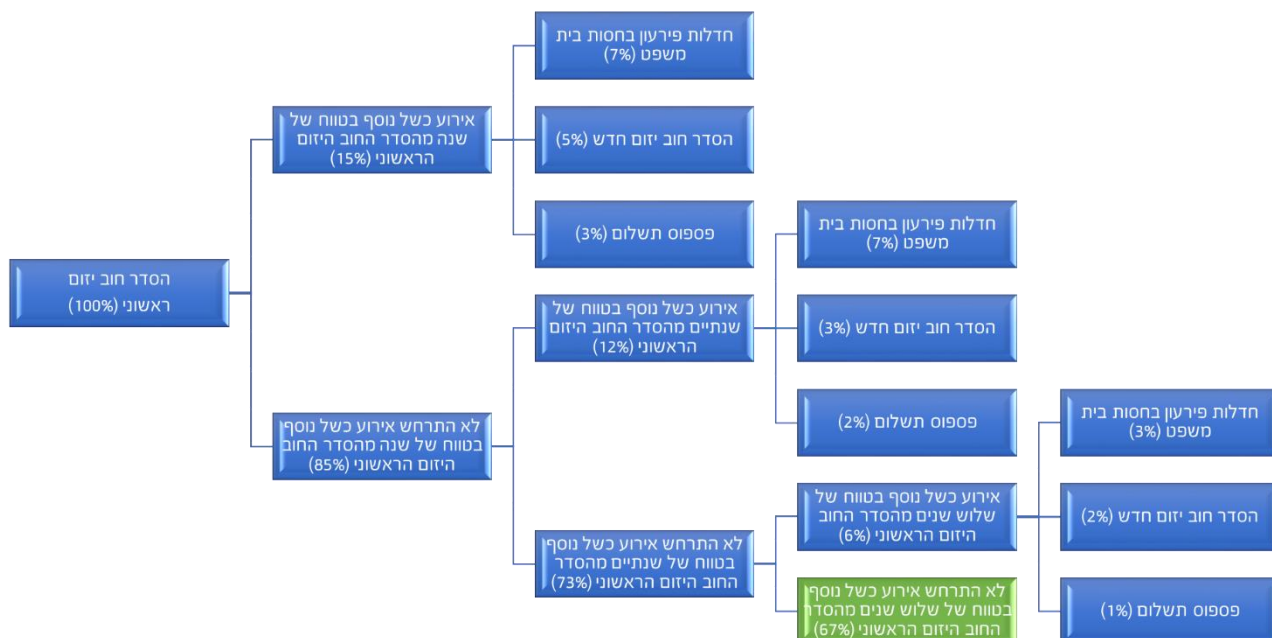 הסדר חוב יזום
ראשוני (100%)
אירוע כשל נוסף בטווח של
שנה מהסדר החוב היזום
הראשוני (15%)
חדלות פירעון בחסות בית
משפט (7%)
הסדר חוב יזום חדש (5%)
פספוס תשלום (3%)
לא התרחש אירוע כשל נוסף
בטווח של שנה מהסדר החוב
היזום הראשוני (85%)
אירוע כשל נוסף בטווח של
שנתיים מהסדר החוב היזום
הראשוני (12%)
חדלות פירעון בחסות בית
משפט (7%)
הסדר חוב יזום חדש (3%)
פספוס תשלום (2%)
לא התרחש אירוע כשל נוסף
בטווח של שנתיים מהסדר
החוב היזום הראשוני (73%)
אירוע כשל נוסף בטווח של
שלוש שנים מהסדר החוב
היזום הראשוני (6%)
חדלות פירעון בחסות בית
משפט (3%)
הסדר חוב יזום חדש (2%)
פספוס תשלום (1%)
לא התרחש אירוע כשל נוסף
בטווח של שלוש שנים מהסדר
החוב היזום הראשוני (67%)